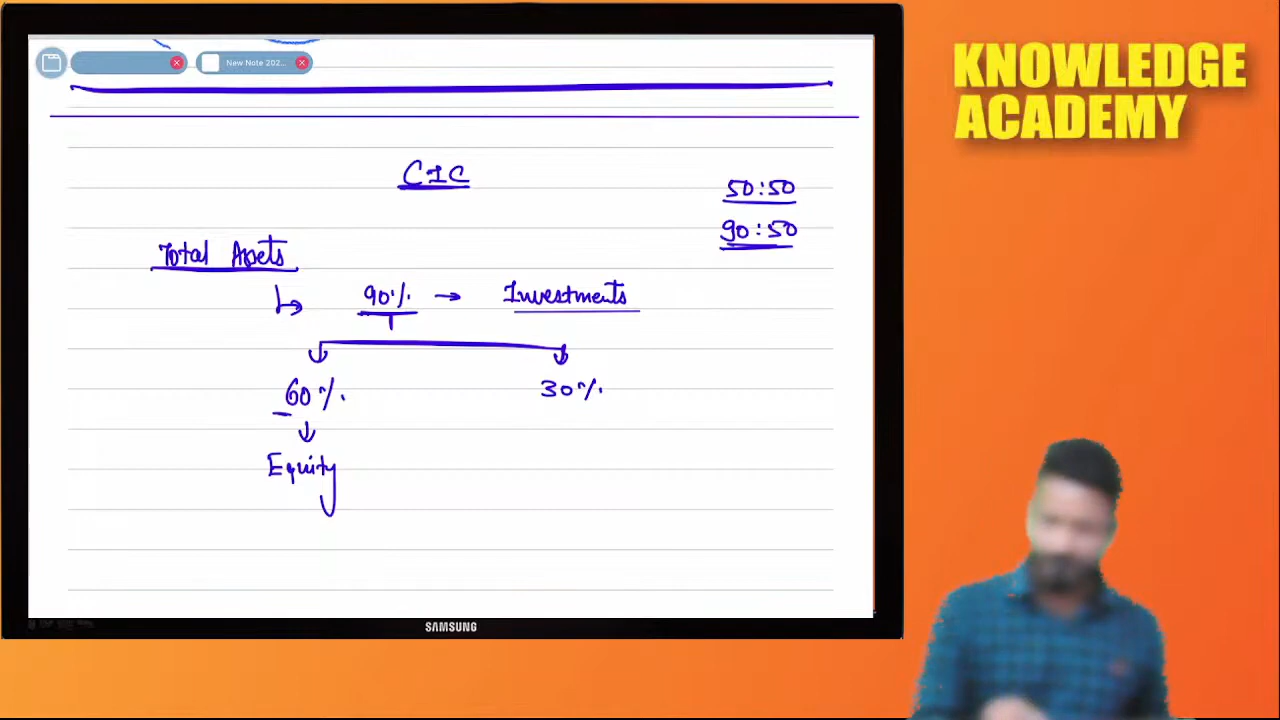 New Note 202...
KNOWLEDGE
ACADEMY
CIC
50:50
90:50
Total Assets
90% → Investments
60% 30%
Equity
SAMSUNG